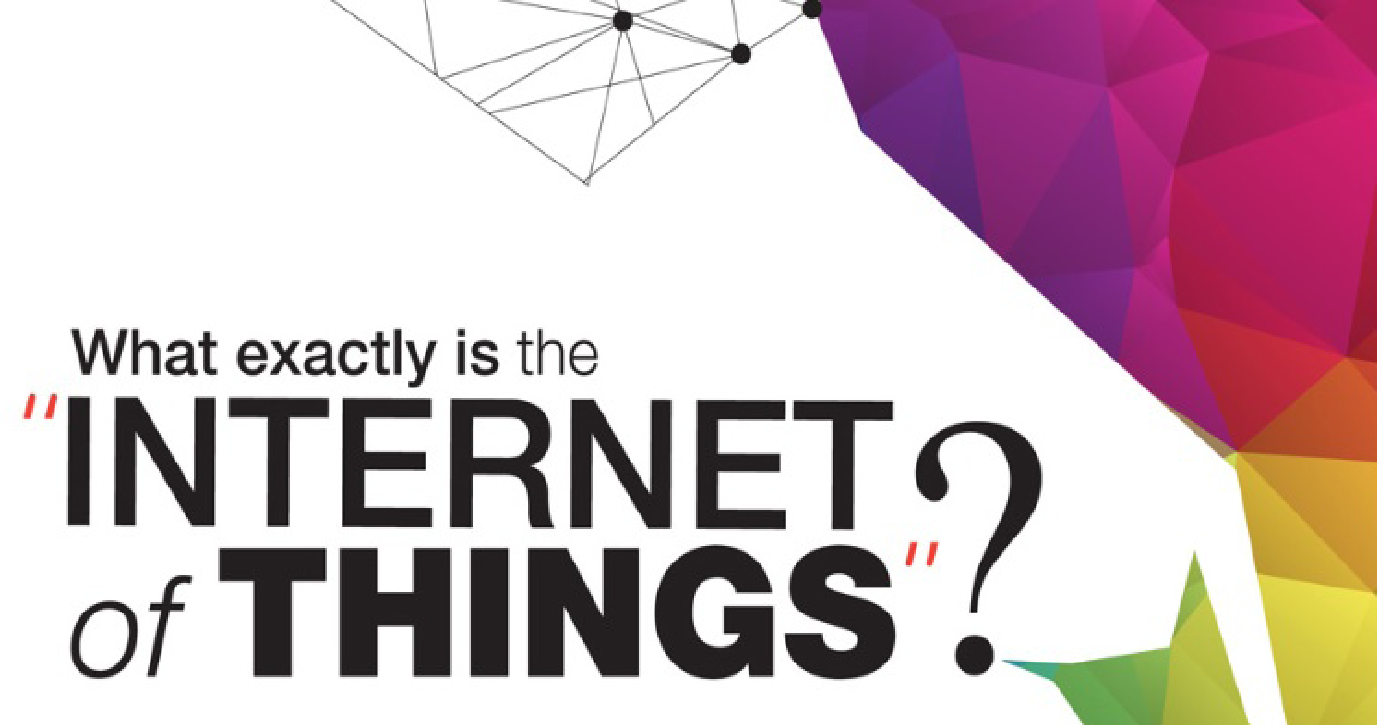 What exactly is the
"INTERNET
of THINGS"?